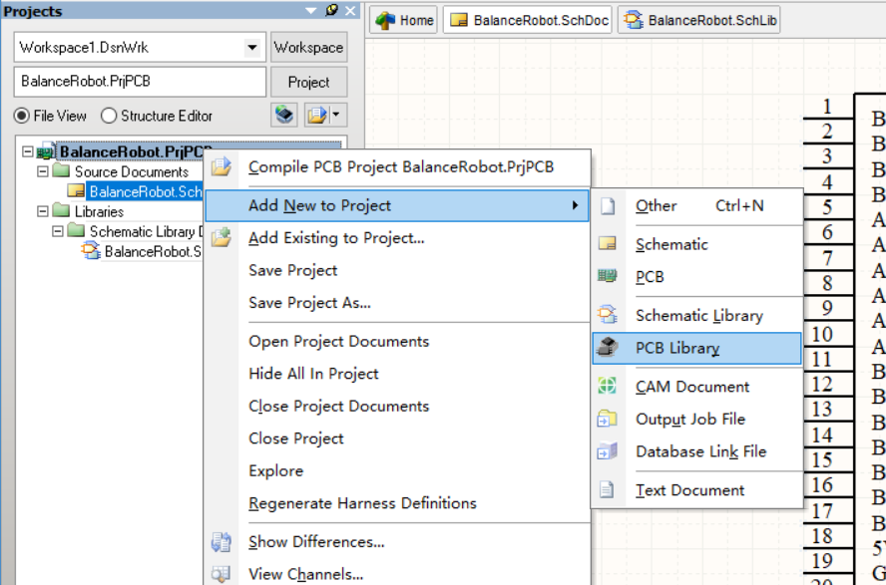 Projects
Home
BalanceRobot.SchDoc
BalanceRobot.SchLib
Workspace1.DsnWrk
Workspace
BalanceRobot.PrjPCB
Project
File View
Structure Editor
BalanceRobot.PrjPCB
Source Documents
BalanceRobot.Sch
Libraries
Schematic Library D
BalanceRobot.S
Compile PCB Project BalanceRobot.PrjPCB
Add New to Project
Add Existing to Project...
Save Project
Save Project As...
Open Project Documents
Hide All In Project
Close Project Documents
Close Project
Explore
Regenerate Harness Definitions
Show Differences...
View Channels...
Other Ctrl+N
Schematic
PCB
Schematic Library
PCB Library
CAM Document
Output Job File
Database Link File
Text Document
1
2
3
4
5
6
7
8
9
10
11
12
13
14
15
16
17
18
19
20
B
B
B
B
A
A
A
A
A
A
B
B
B
B
B
B
B
5V
G